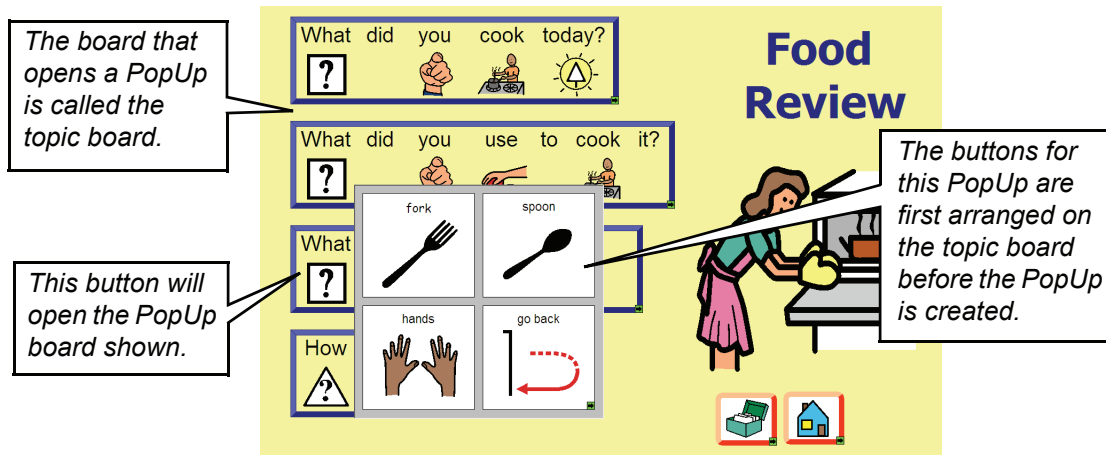 The board that
opens a PopUp
is called the
topic board.
What did you cook today?
?
Food
Review
What did you use to cook it?
?
The buttons for
this PopUp are
first arranged on
the topic board
before the PopUp
is created.
fork
spoon
What
?
This button will
open the PopUp
board shown.
hands
go back
How
?